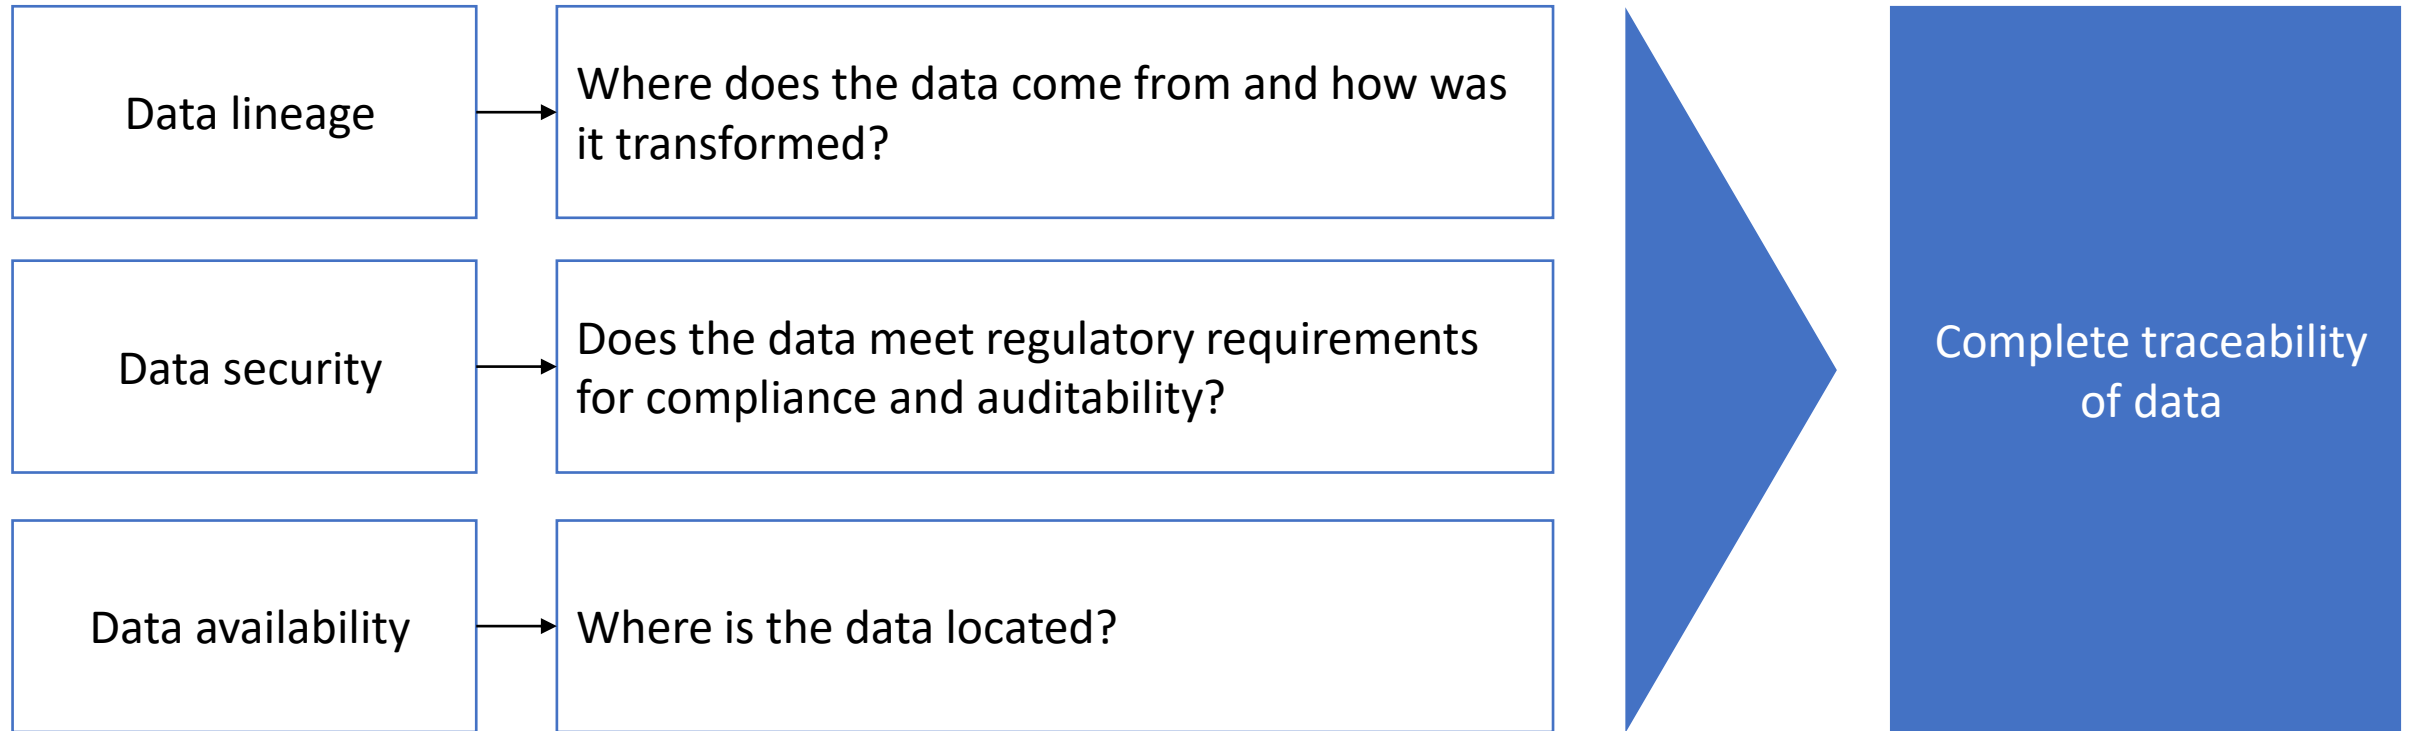 Data lineage
Where does the data come from and how was
it transformed?
Data security
Does the data meet regulatory requirements
for compliance and auditability?
Data availability
Where is the data located?
Complete traceability
of data